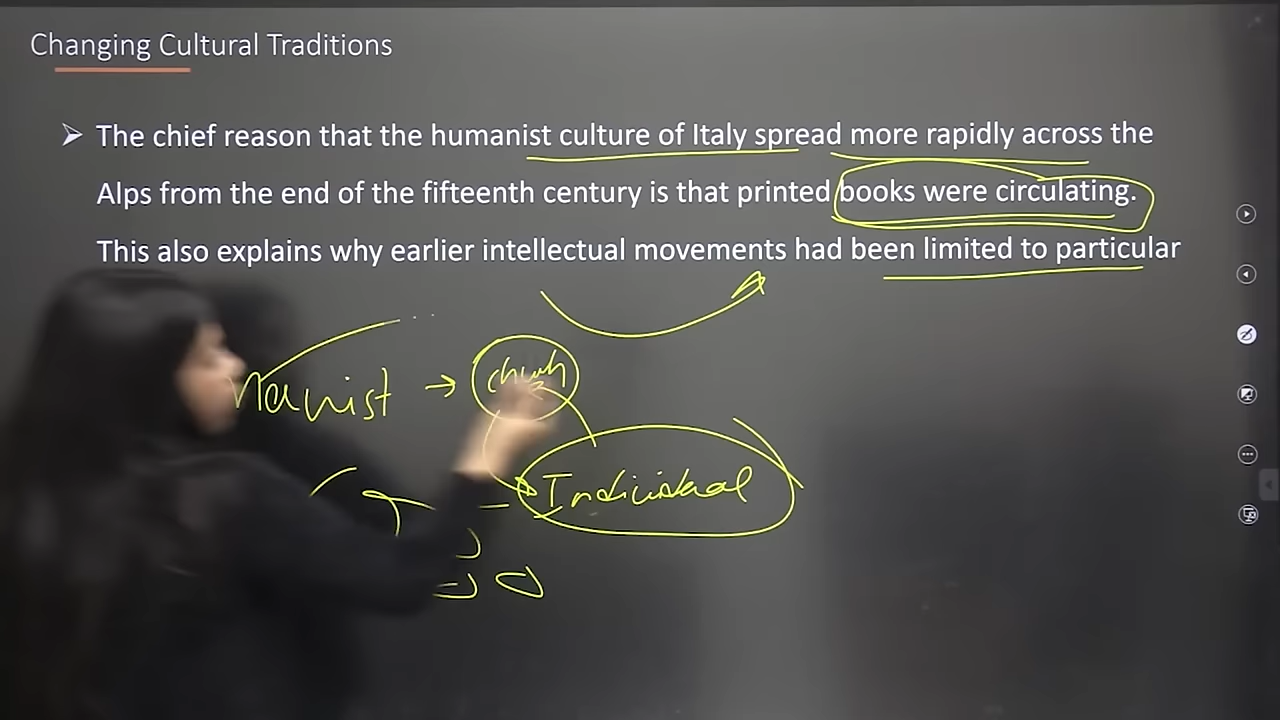 Changing Cultural Traditions
➤ The chief reason that the humanist culture of Italy spread more rapidly across the
Alps from the end of the fifteenth century is that printed books were circulating.
This also explains why earlier intellectual movements had been limited to particular
→
Individual